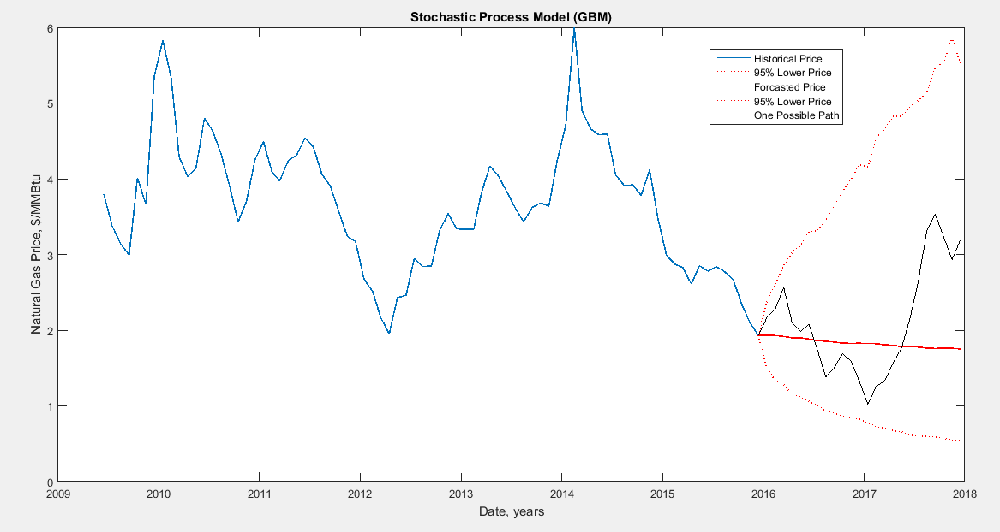 Stochastic Process Model (GBM)
6
5
4
3
2
1
0
Natural Gas Price, $/MMBtu
Historical Price
95% Lower Price
Forcasted Price
95% Lower Price
One Possible Path
2009
2010
2011
2012
2013
2014
2015
2016
2017
2018
Date, years